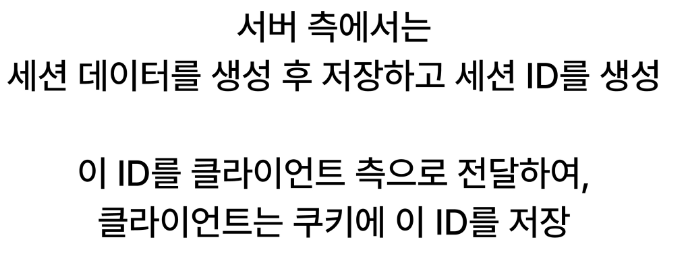 서버 측에서는
세션 데이터를 생성 후 저장하고 세션 ID를 생성
이 ID를 클라이언트 측으로 전달하여,
클라이언트는 쿠키에 이 ID를 저장